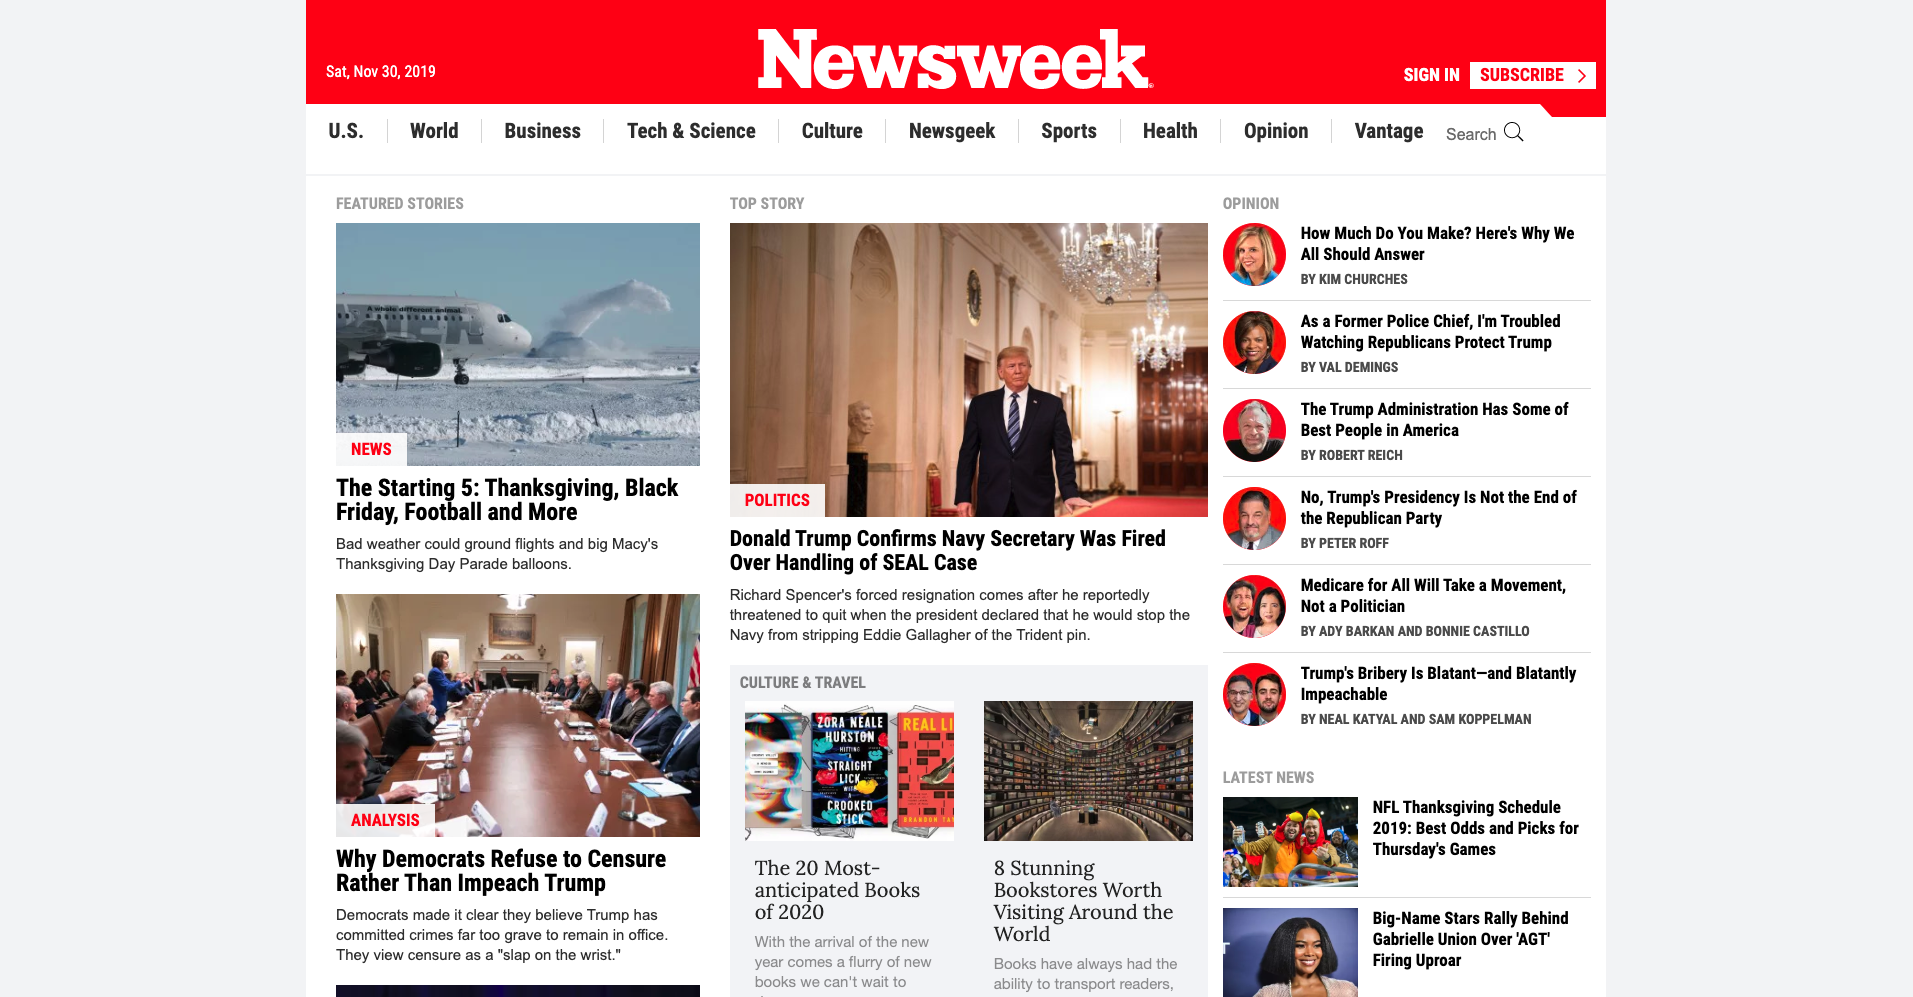 Newsweek
Sat, Nov 30, 2019
SIGN IN
SUBSCRIBE
U.S.
World
Business
Tech & Science
Culture
Newsgeek
Sports
Health
Opinion
Vantage
Search
FEATURED STORIES
A whole different animal.
NEWS
The Starting 5: Thanksgiving, Black
Friday, Football and More
Bad weather could ground flights and big Macy's
Thanksgiving Day Parade balloons.
ANALYSIS
Why Democrats Refuse to Censure
Rather Than Impeach Trump
Democrats made it clear they believe Trump has
committed crimes far too grave to remain in office.
They view censure as a "slap on the wrist."
TOP STORY
POLITICS
Donald Trump Confirms Navy Secretary Was Fired
Over Handling of SEAL Case
Richard Spencer's forced resignation comes after he reportedly
threatened to quit when the president declared that he would stop the
Navy from stripping Eddie Gallagher of the Trident pin.
CULTURE & TRAVEL
ZORA NEALE
HURSTON
HITTING
A
STRAIGHT
LICK
WITH
A
CROOKED
STICK
REAL LI
BRANDON TAY
The 20 Most-
anticipated Books
of 2020
With the arrival of the new
year comes a flurry of new
books we can't wait to
8 Stunning
Bookstores Worth
Visiting Around the
World
Books have always had the
ability to transport readers,
OPINION
How Much Do You Make? Here's Why We
All Should Answer
BY KIM CHURCHES
As a Former Police Chief, I'm Troubled
Watching Republicans Protect Trump
BY VAL DEMINGS
The Trump Administration Has Some of
Best People in America
BY ROBERT REICH
No, Trump's Presidency Is Not the End of
the Republican Party
BY PETER ROFF
Medicare for All Will Take a Movement,
Not a Politician
BY ADY BARKAN AND BONNIE CASTILLO
Trump's Bribery Is Blatant—and Blatantly
Impeachable
BY NEAL KATYAL AND SAM KOPPELMAN
LATEST NEWS
NFL Thanksgiving Schedule
2019: Best Odds and Picks for
Thursday's Games
Big-Name Stars Rally Behind
Gabrielle Union Over 'AGT'
Firing Uproar